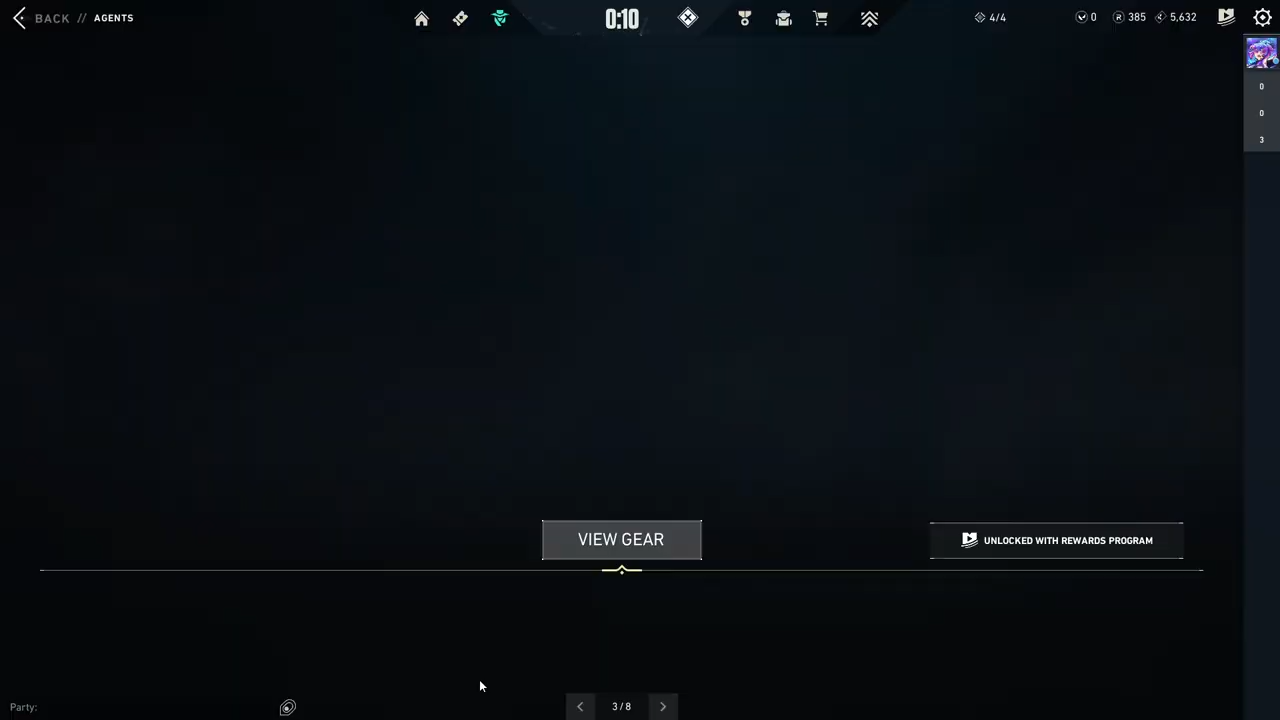 BACK // AGENTS
0:10
4/4
0
385
5,632
0
0
3
VIEW GEAR
UNLOCKED WITH REWARDS PROGRAM
Party:
3 / 8